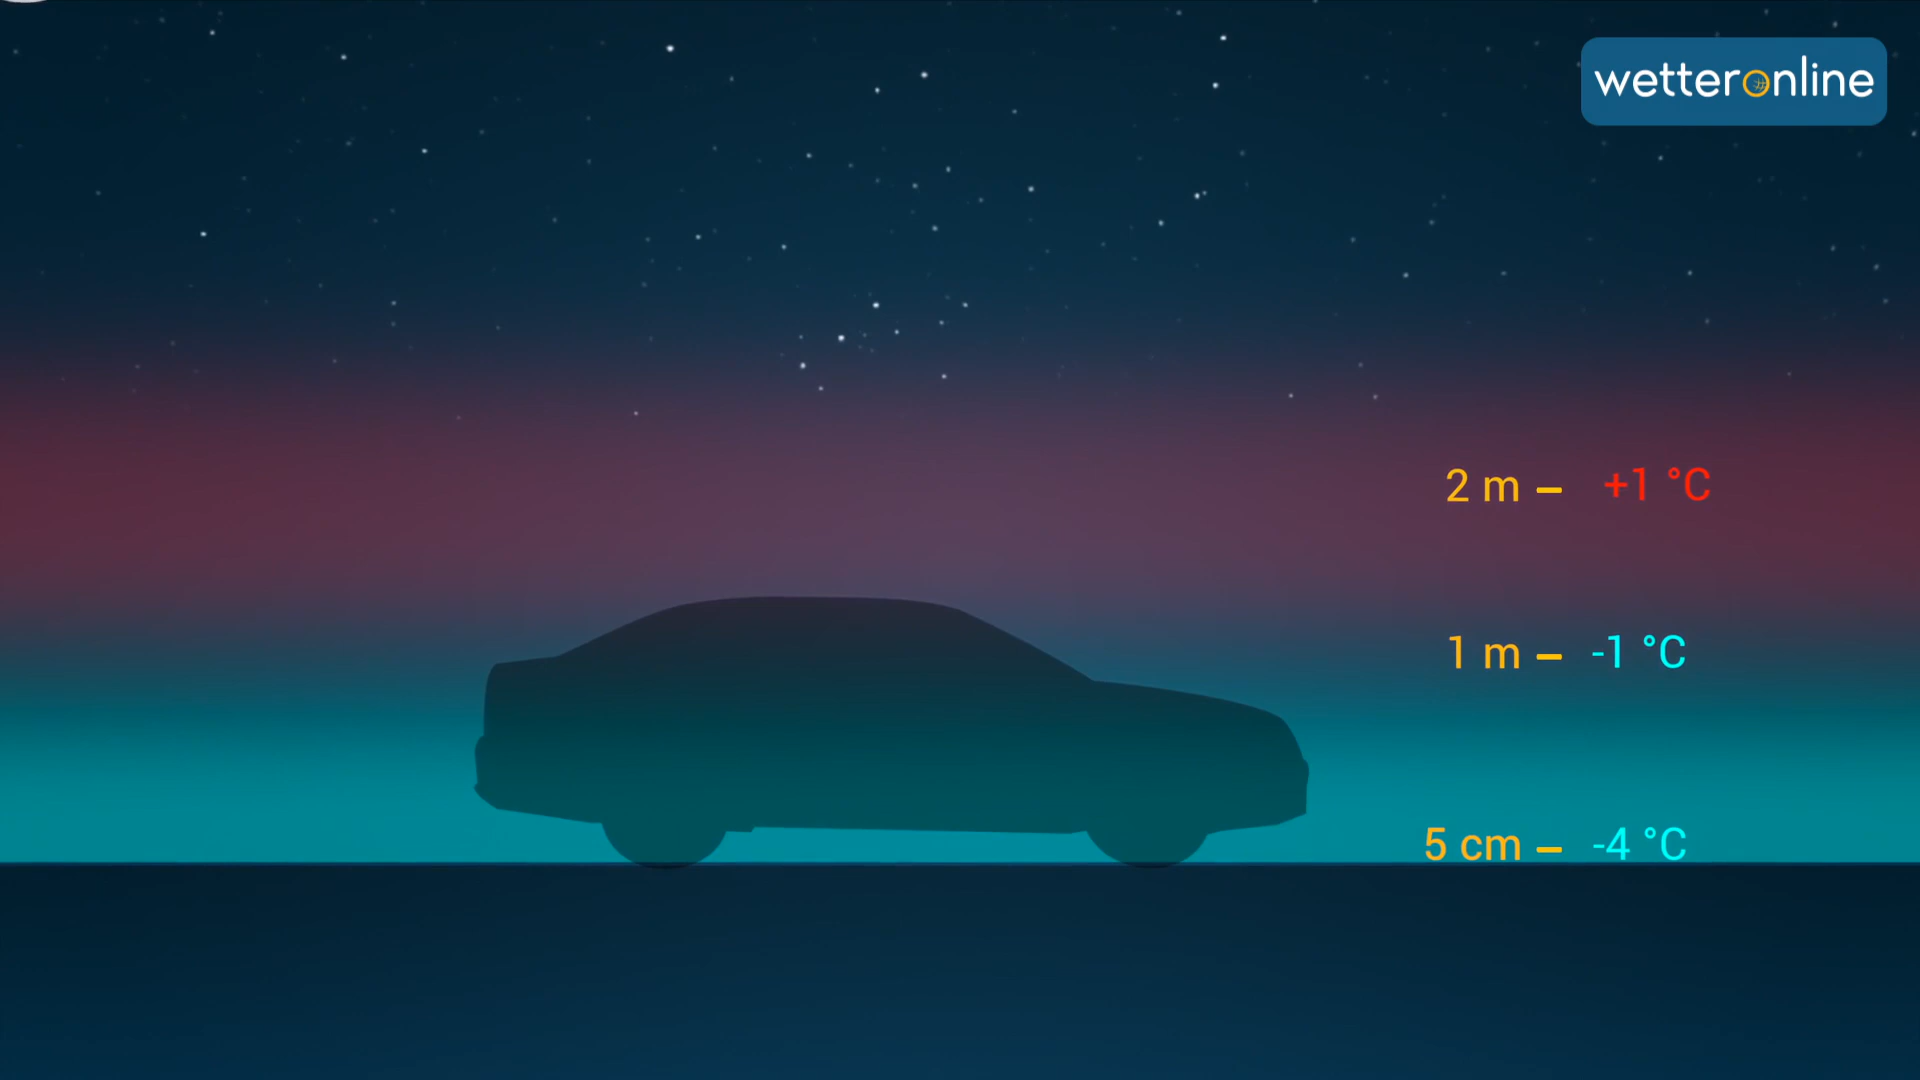 wetteronline
2 m – +1 °C
1 m – -1 °C
5 cm – -4 °C